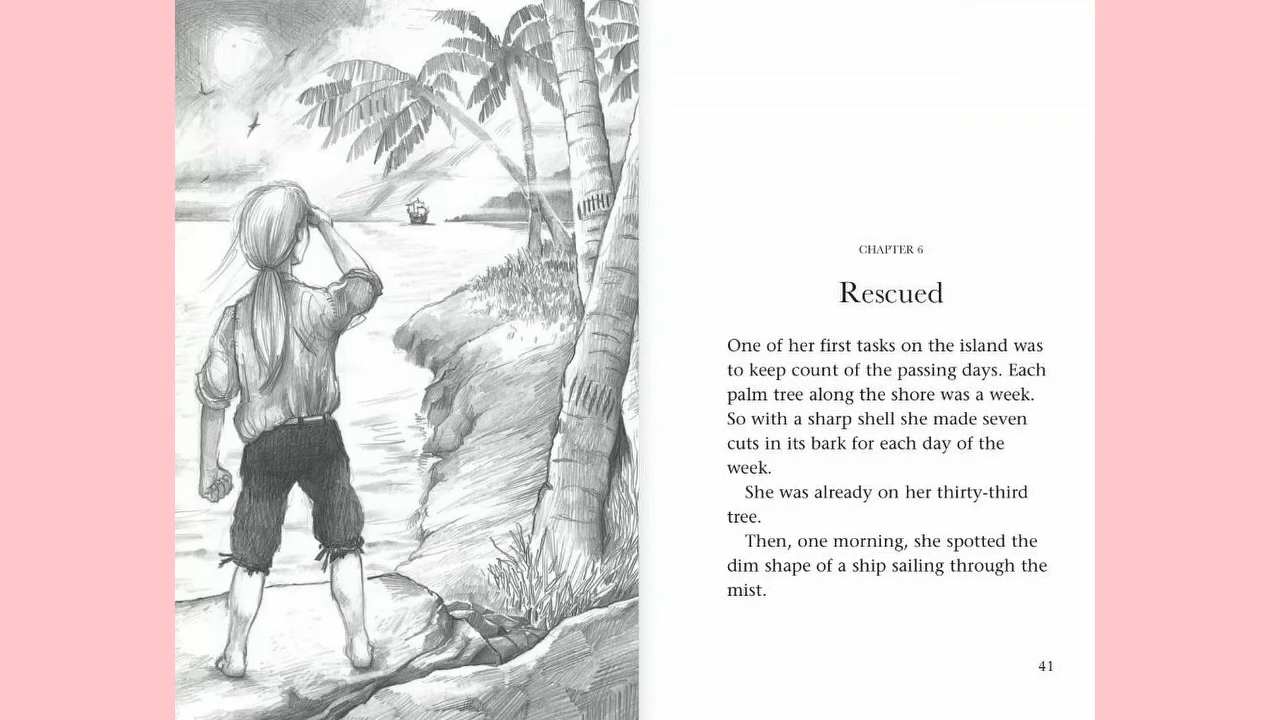 CHAPTER 6
Rescued
One of her first tasks on the island was
to keep count of the passing days. Each
palm tree along the shore was a week.
So with a sharp shell she made seven
cuts in its bark for each day of the
week.
She was already on her thirty-third
tree.
Then, one morning, she spotted the
dim shape of a ship sailing through the
mist.
41